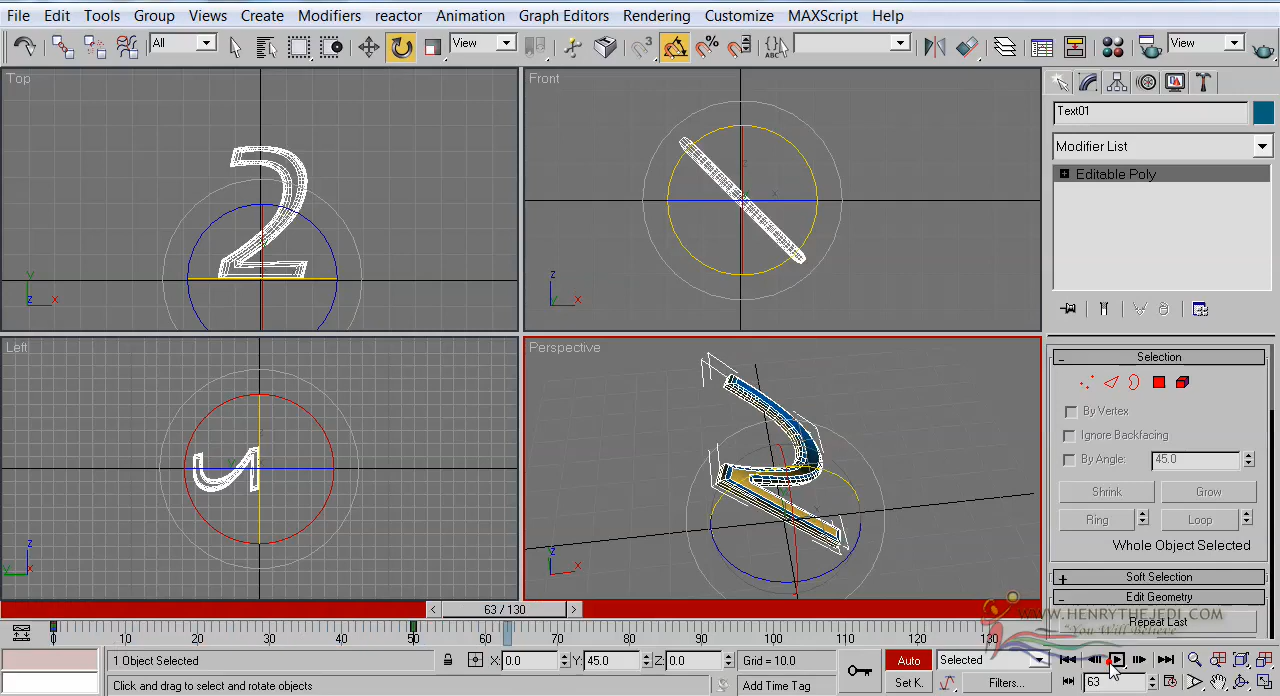 File Edit Tools Group Views Create Modifiers reactor Animation Graph Editors Rendering Customize MAXScript Help
All View 3 % {} ABC View
Top
Front
Text01
Modifier List
Editable Poly
Left
Perspective
Selection
By Vertex
Ignore Backfacing
By Angle: 45.0
Shrink Grow
Ring Loop
Whole Object Selected
Soft Selection
Edit Geometry
WWW.HENRYTHEJEDI.COM
Repeat Last
"You Will Believe"
< 63 / 130 >
0 10 20 30 40 50 60 70 80 90 100 110 120 130
1 Object Selected X: 0.0 Y: 45.0 Z: 0.0 Grid = 10.0 Auto Selected
Click and drag to select and rotate objects Add Time Tag Set K. Filters... 63